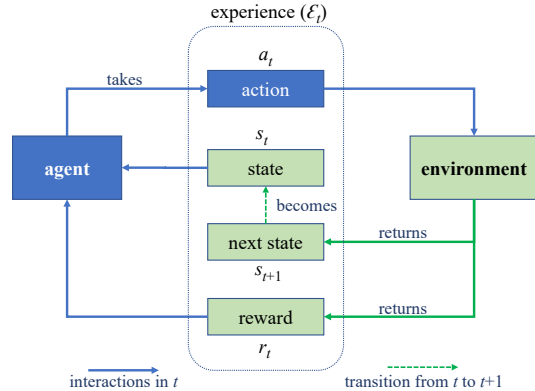 experience (ℰt)
at
takes
action
st
agent
state
environment
becomes
next state
returns
st+1
reward
returns
rt
interactions in t
transition from t to t+1